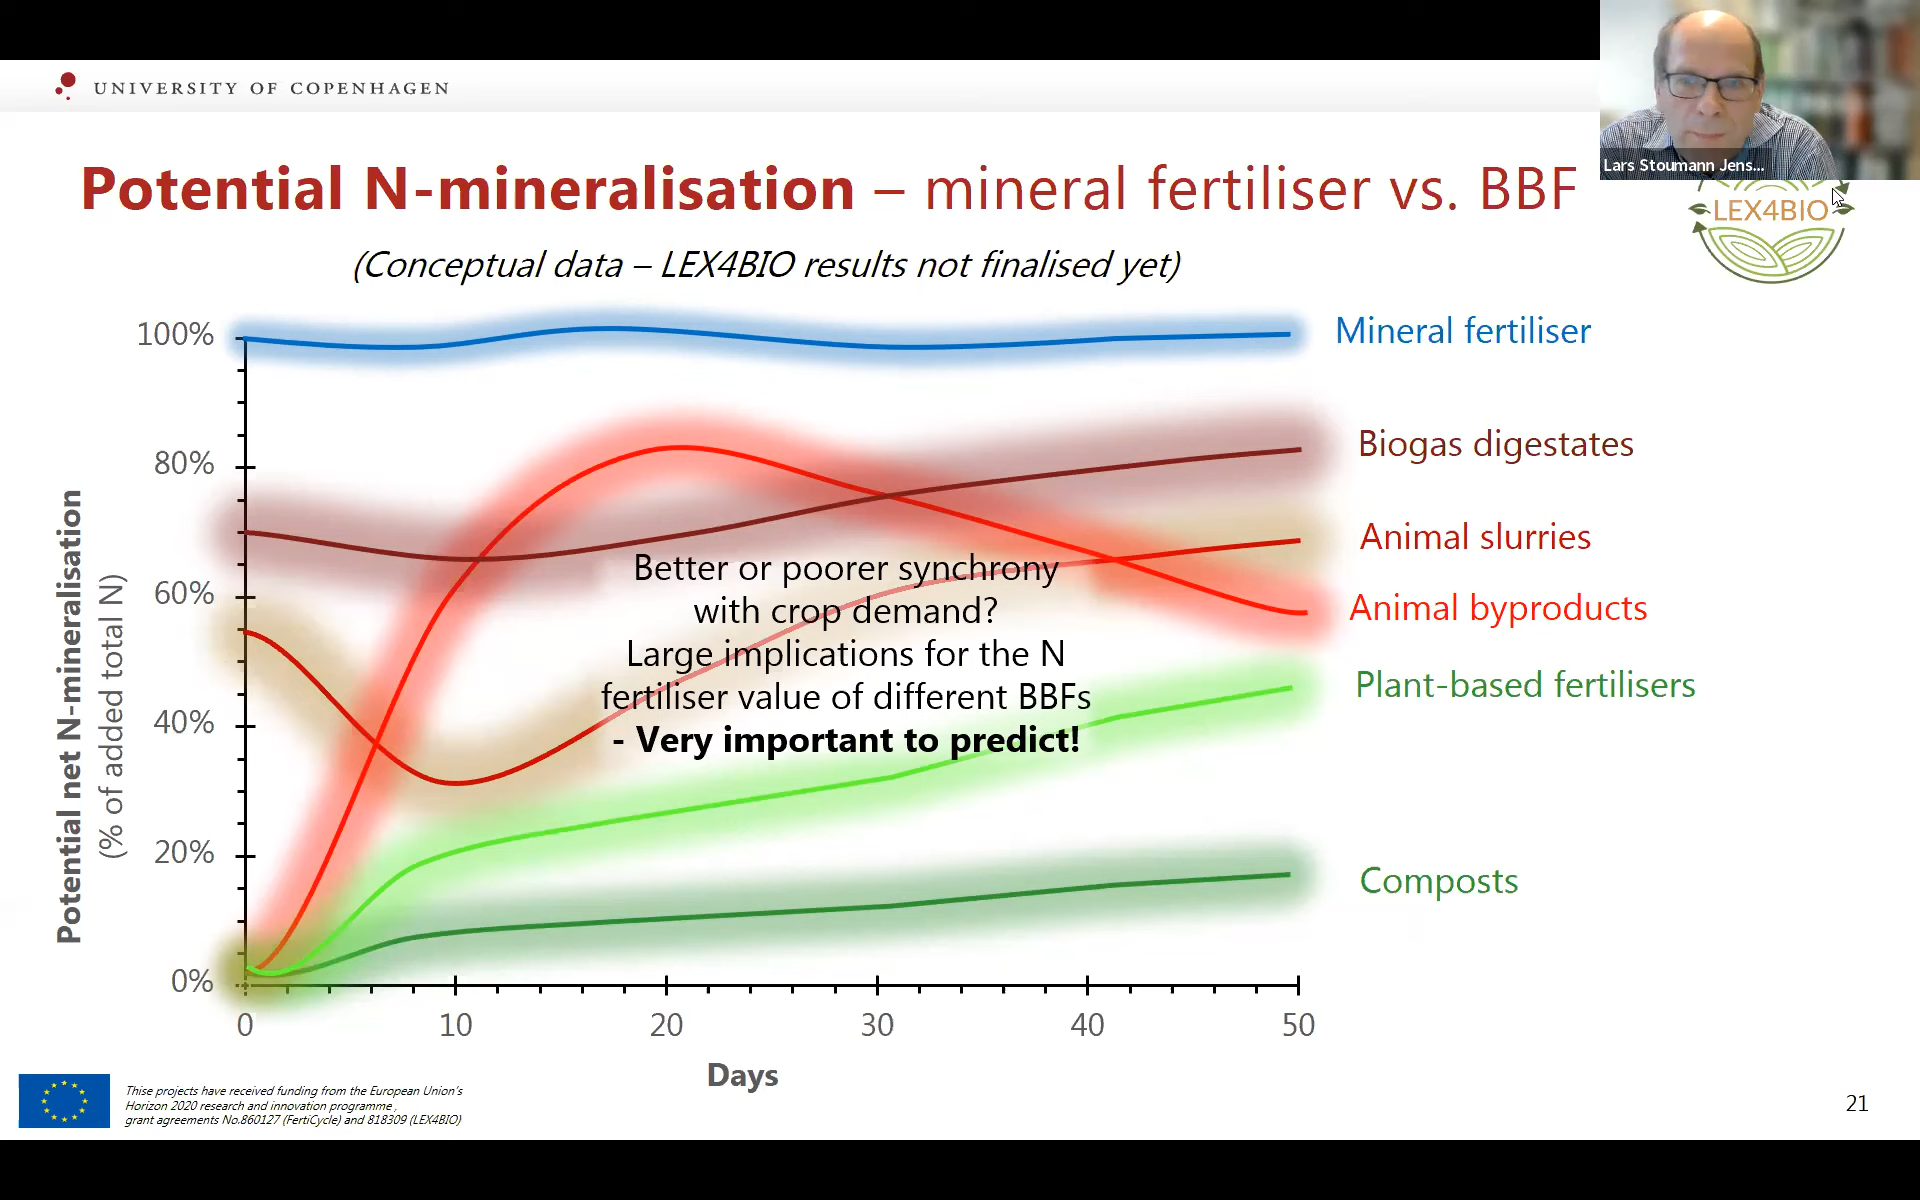 UNIVERSITY OF COPENHAGEN
Lars Stoumann Jens...
Potential N-mineralisation – mineral fertiliser vs. BBF
LEX4BIO
(Conceptual data – LEX4BIO results not finalised yet)
Potential net N-mineralisation
(% of added total N)
100%
80%
60%
40%
20%
0%
Mineral fertiliser
Biogas digestates
Animal slurries
Animal byproducts
Plant-based fertilisers
Composts
Better or poorer synchrony
with crop demand?
Large implications for the N
fertiliser value of different BBFs
- Very important to predict!
0 10 20 30 40 50
Days
Thise projects have received funding from the European Union's
Horizon 2020 research and innovation programme ,
grant agreements No.860127 (FertiCycle) and 818309 (LEX4BIO)
21